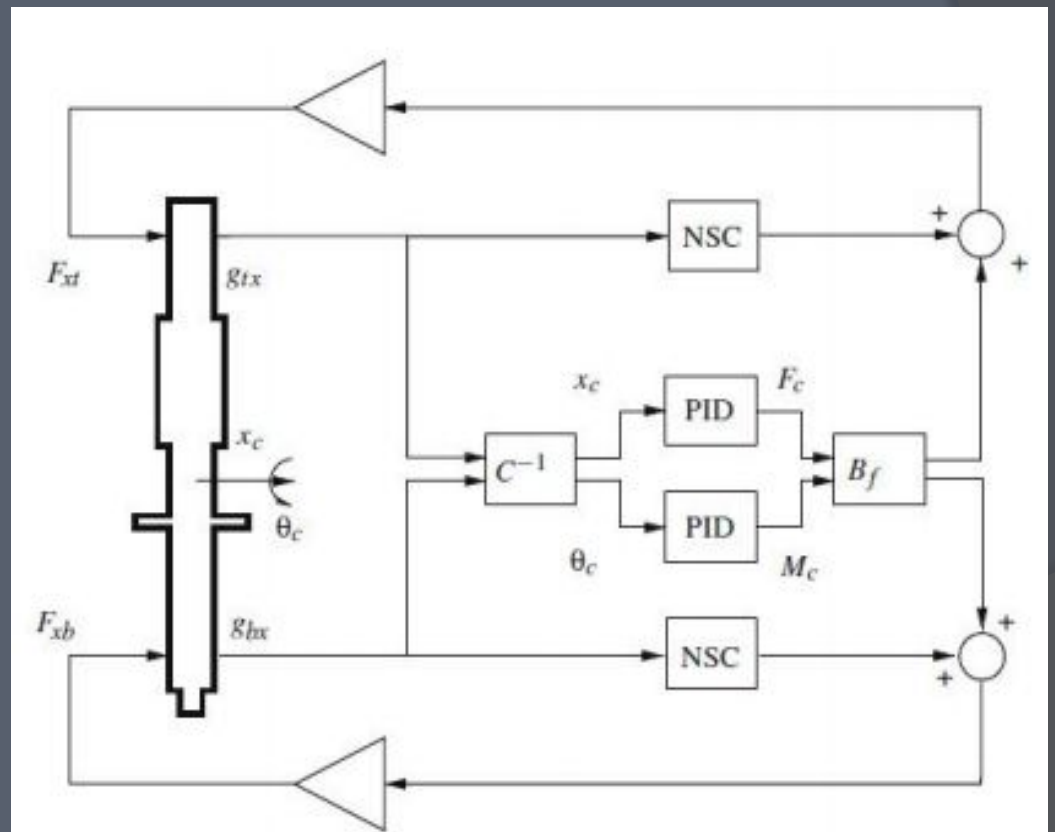 +
NSC
+
F_xt
g_tx
x_c
F_c
PID
x_c
C⁻¹
B_f
θ_c
PID
θ_c
M_c
F_xb
g_bx
+
NSC
+